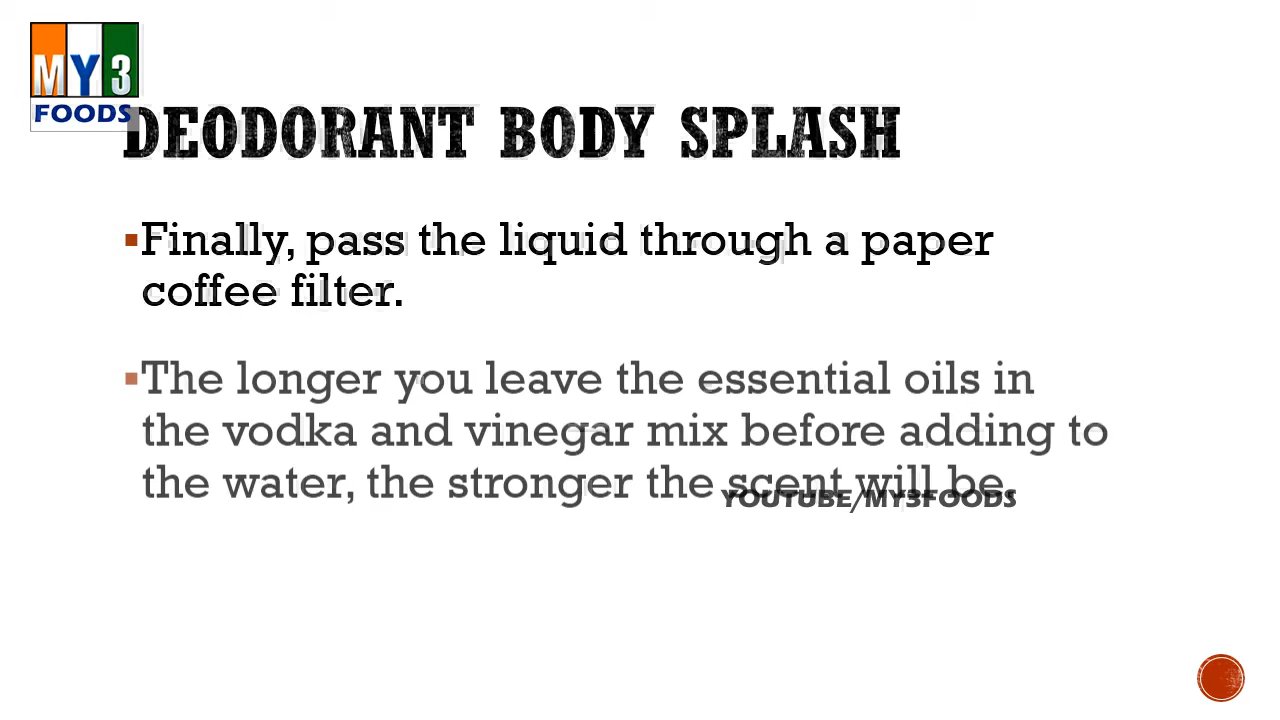 MY3
FOODS
DEODORANT BODY SPLASH
Finally, pass the liquid through a paper
coffee filter.
The longer you leave the essential oils in
the vodka and vinegar mix before adding to
the water, the stronger the scent will be.
YOUTUBE/MY3FOODS